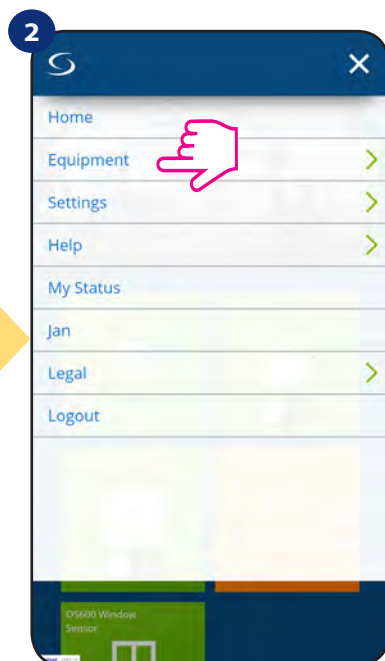 2
Home
Equipment
Settings
Help
My Status
Jan
Legal
Logout
OS600 Window
Sensor